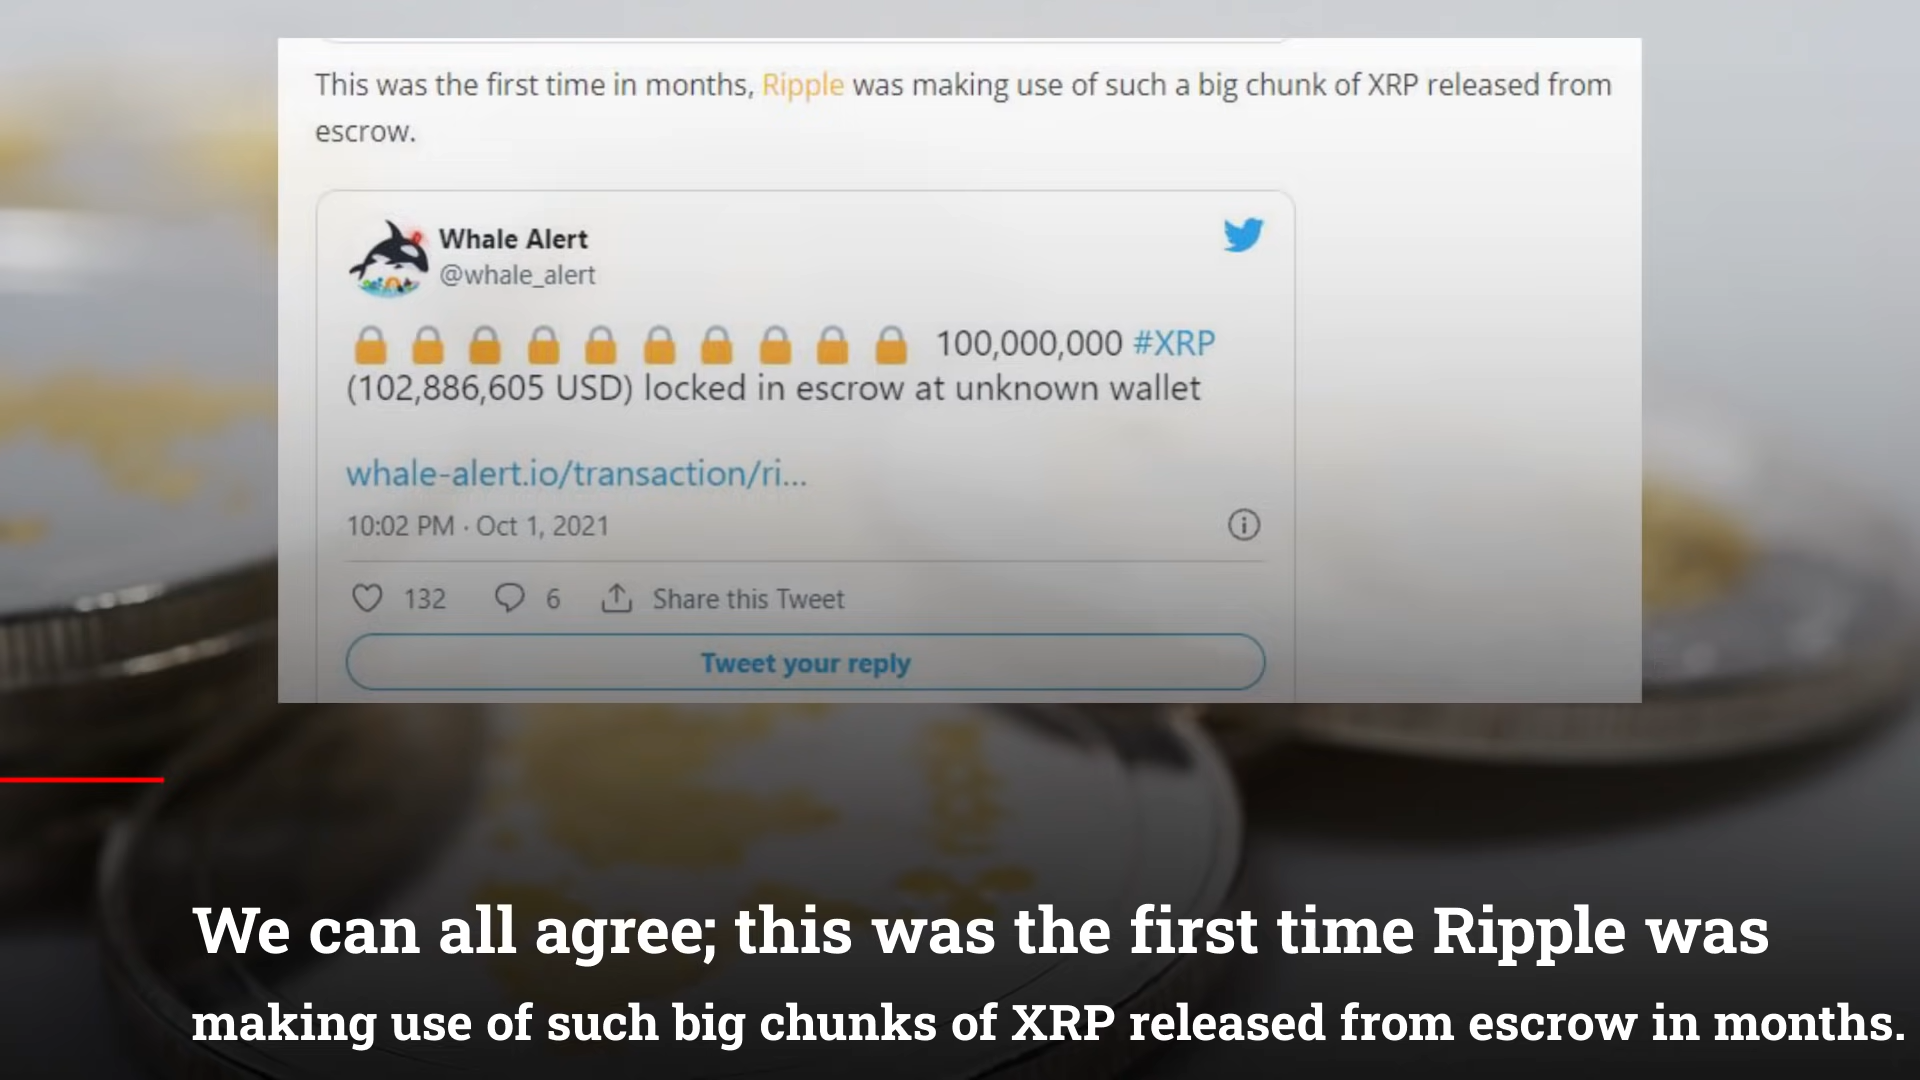 This was the first time in months, Ripple was making use of such a big chunk of XRP released from
escrow.
Whale Alert
@whale_alert
🔒 🔒 🔒 🔒 🔒 🔒 🔒 🔒 🔒 🔒 100,000,000 #XRP
(102,886,605 USD) locked in escrow at unknown wallet
whale-alert.io/transaction/ri...
10:02 PM · Oct 1, 2021
132 6 Share this Tweet
Tweet your reply
We can all agree; this was the first time Ripple was
making use of such big chunks of XRP released from escrow in months.